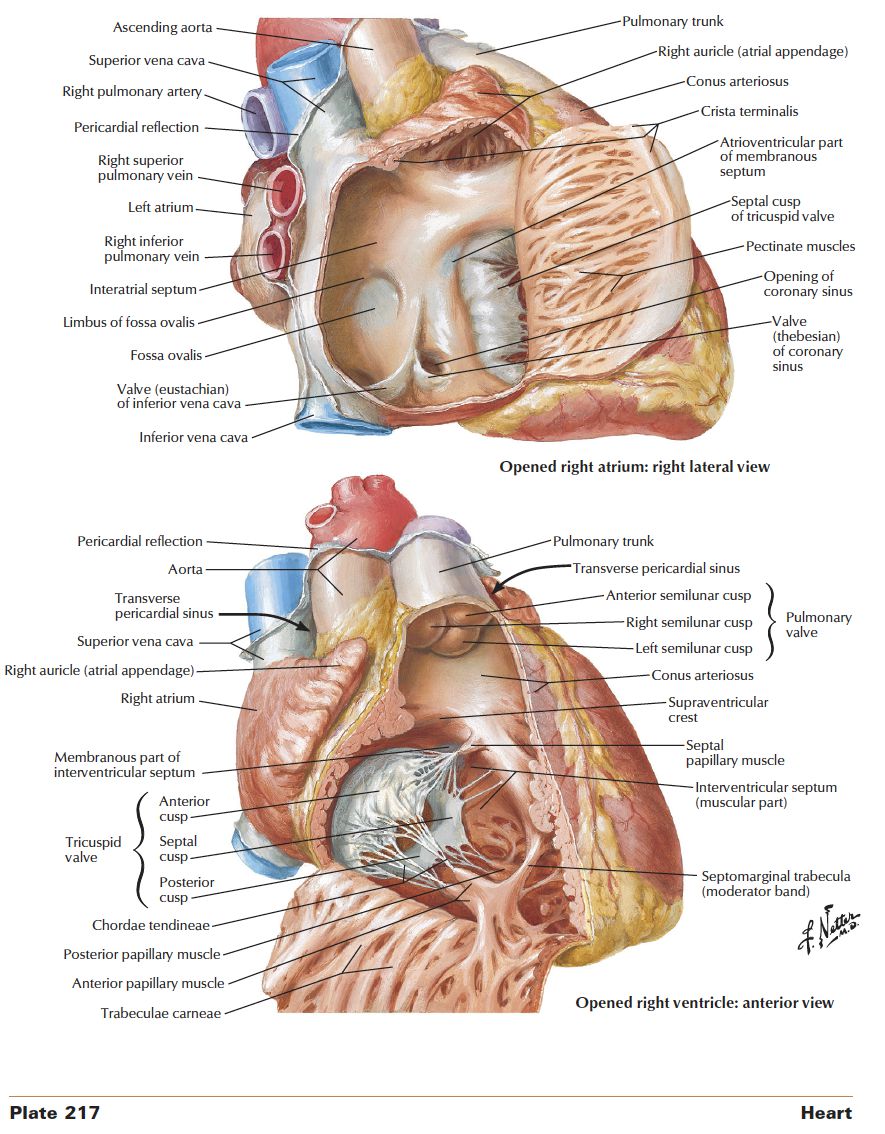 Ascending aorta
Superior vena cava
Right pulmonary artery
Pericardial reflection
Right superior
pulmonary vein
Left atrium
Right inferior
pulmonary vein
Interatrial septum
Limbus of fossa ovalis
Fossa ovalis
Valve (eustachian)
of inferior vena cava
Inferior vena cava
Pulmonary trunk
Right auricle (atrial appendage)
Conus arteriosus
Crista terminalis
Atrioventricular part
of membranous
septum
Septal cusp
of tricuspid valve
Pectinate muscles
Opening of
coronary sinus
Valve
(thebesian)
of coronary
sinus
Opened right atrium: right lateral view
Pericardial reflection
Aorta
Transverse
pericardial sinus
Superior vena cava
Right auricle (atrial appendage)
Right atrium
Membranous part of
interventricular septum
Tricuspid
valve
Anterior
cusp
Septal
cusp
Posterior
cusp
Chordae tendineae
Posterior papillary muscle
Anterior papillary muscle
Trabeculae carneae
Pulmonary trunk
Transverse pericardial sinus
Anterior semilunar cusp
Right semilunar cusp
Left semilunar cusp
Pulmonary
valve
Conus arteriosus
Supraventricular
crest
Septal
papillary muscle
Interventricular septum
(muscular part)
Septomarginal trabecula
(moderator band)
F. Netter
M.D.
Opened right ventricle: anterior view
Plate 217
Heart